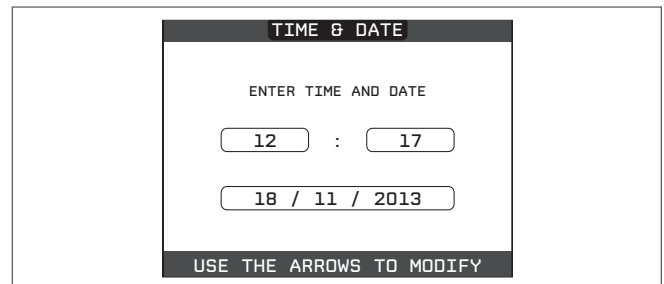 TIME & DATE
ENTER TIME AND DATE
12 : 17
18 / 11 / 2013
USE THE ARROWS TO MODIFY